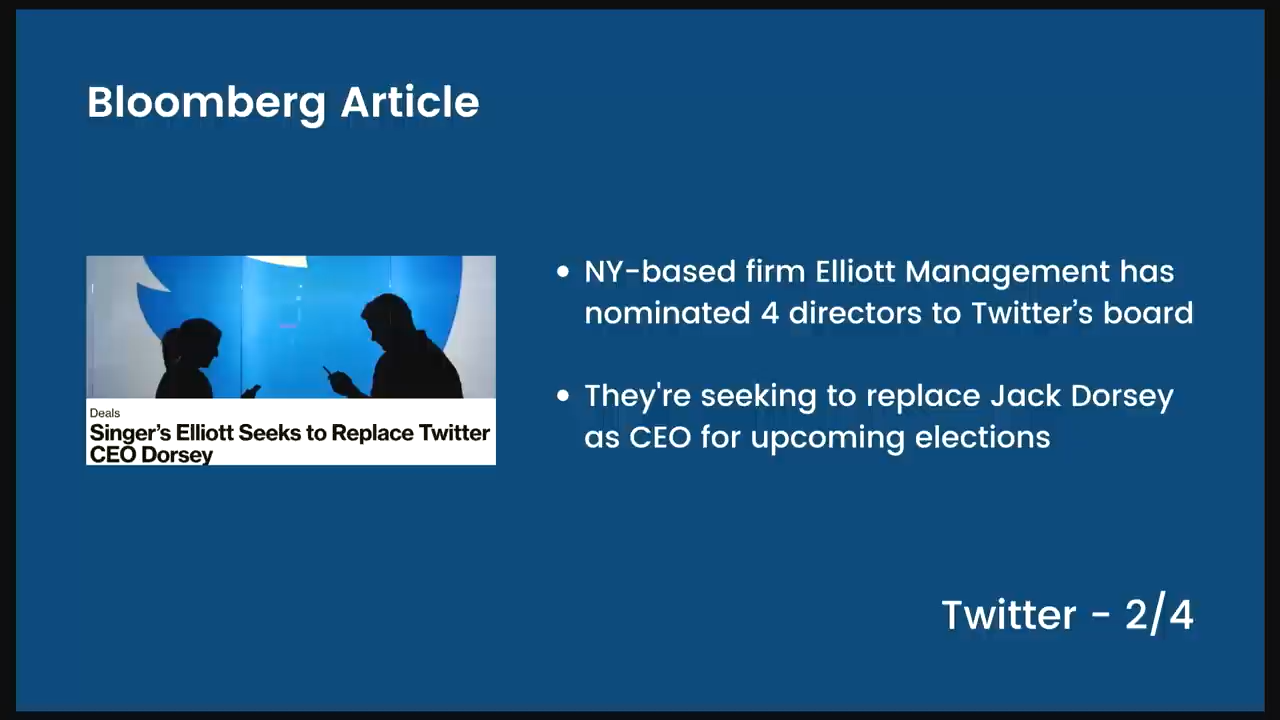 Bloomberg Article
Deals
Singer’s Elliott Seeks to Replace Twitter
CEO Dorsey
• NY-based firm Elliott Management has
nominated 4 directors to Twitter's board
• They're seeking to replace Jack Dorsey
as CEO for upcoming elections
Twitter - 2/4